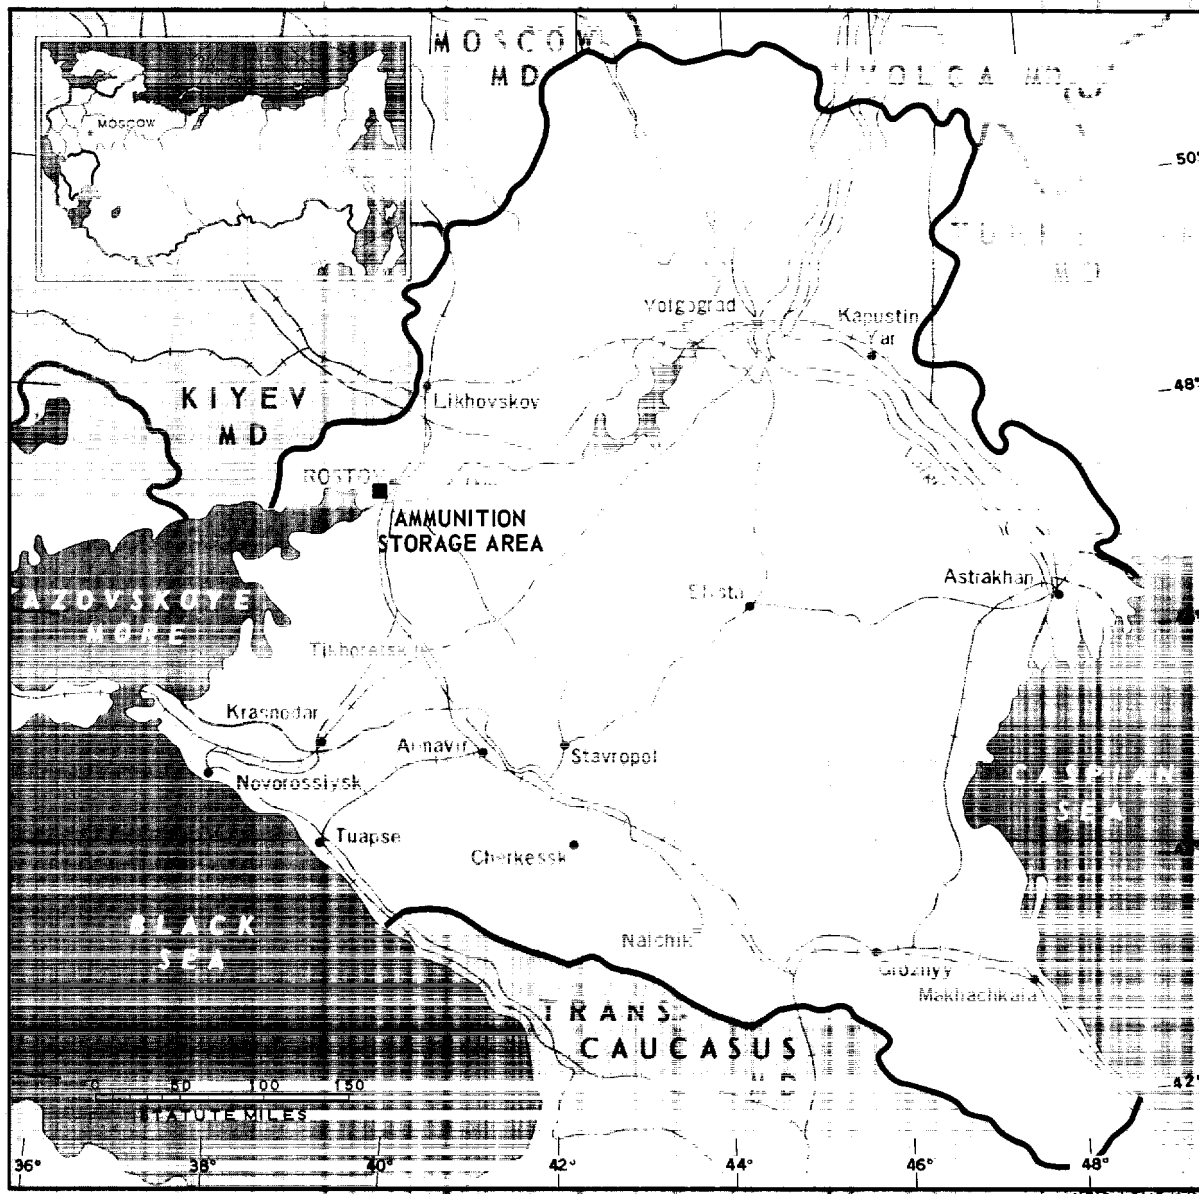 MOSCOW
MD
VOLGA MD
MOSCOW
50°
MD
Volgograd
Kapustin
Yar
48°
KIYEV
MD
Likhovskoy
AMMUNITION
STORAGE AREA
AZOVSKOYE
MORE
Astrakhan
Elista
Krasnodar
Armavir
Stavropol
Novorossiysk
CASPIAN
SEA
Tuapse
Cherkessk
BLACK
SEA
Nalchik
Groznyy
Makhachkala
TRANS-
CAUCASUS
MD
0 50 100 150
STATUTE MILES
42°
36° 38° 40° 42° 44° 46° 48°